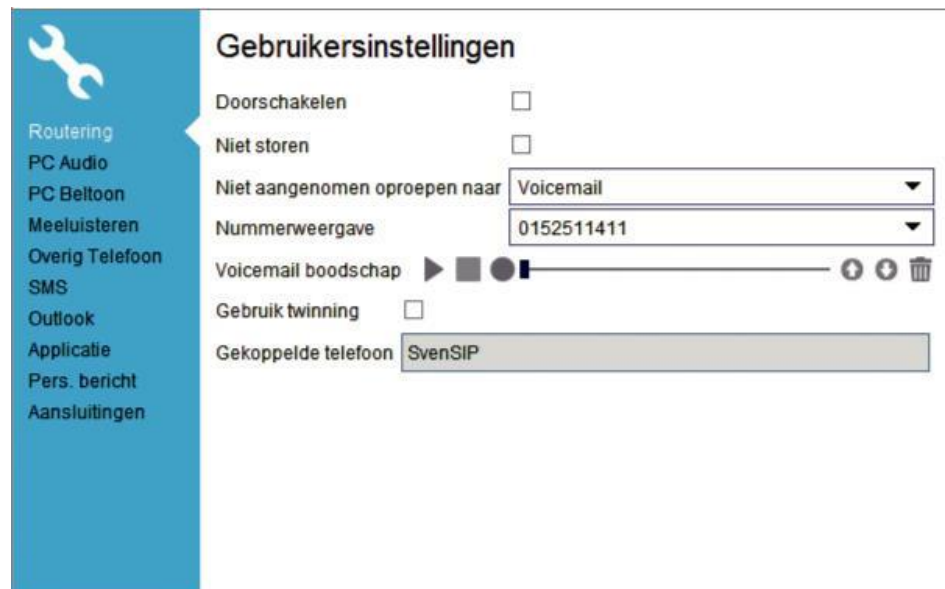 Gebruikersinstellingen
Routering
PC Audio
PC Beltoon
Meeluisteren
Overig Telefoon
SMS
Outlook
Applicatie
Pers. bericht
Aansluitingen
Doorschakelen
Niet storen
Niet aangenomen oproepen naar Voicemail
Nummerweergave 0152511411
Voicemail boodschap
Gebruik twinning
Gekoppelde telefoon SvenSIP